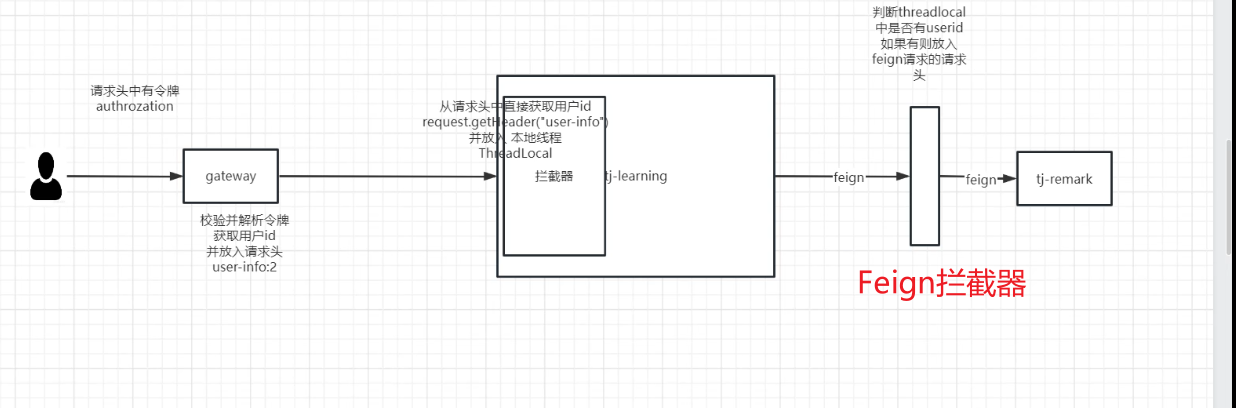 请求头中有令牌
authrozation
gateway
校验并解析令牌
获取用户id
并放入请求头
user-info:2
从请求头中直接获取用户id
request.getHeader("user-info")
并放入 本地线程
ThreadLocal
拦截器
tj-learning
feign
判断threadlocal
中是否有userid
如果有则放入
feign请求的请求
头
feign
tj-remark
Feign拦截器